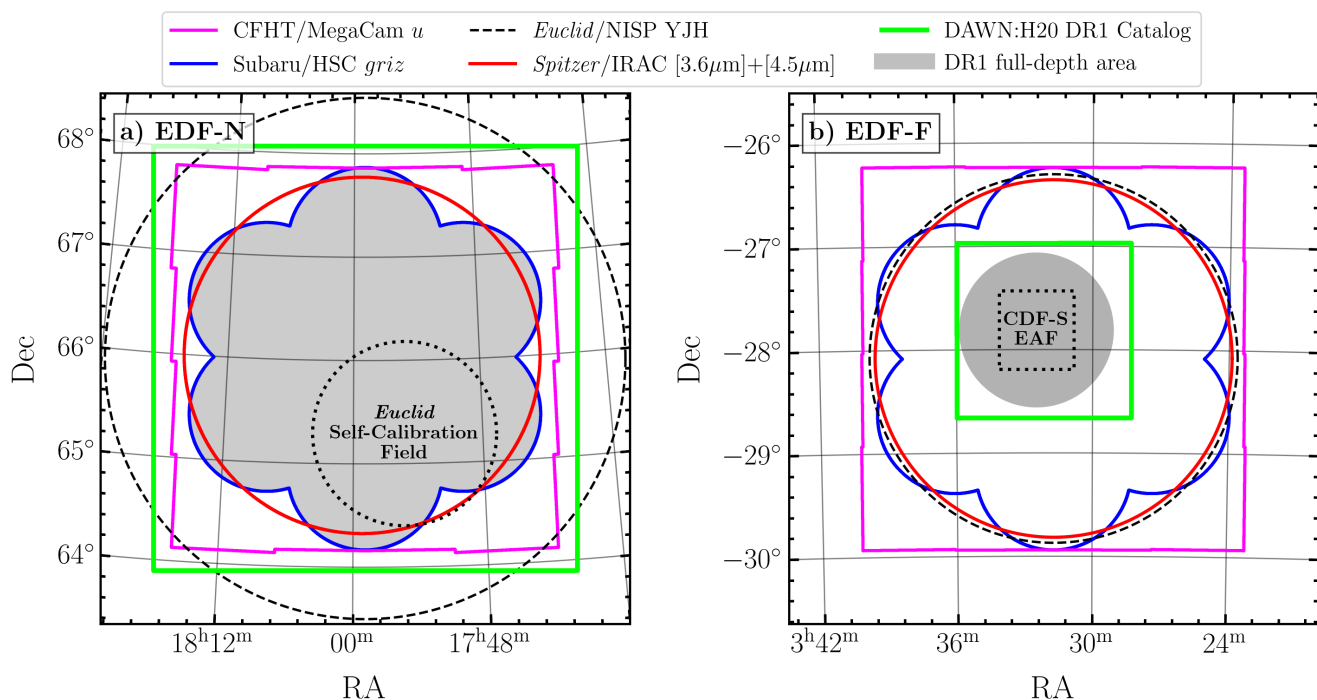 CFHT/MegaCam u
Subaru/HSC griz
Euclid/NISP YJH
Spitzer/IRAC [3.6μm]+[4.5μm]
DAWN:H20 DR1 Catalog
DR1 full-depth area
a) EDF-N
68°
67°
66°
65°
64°
Dec
Euclid
Self-Calibration
Field
18ʰ12ᵐ
00ᵐ
17ʰ48ᵐ
RA
b) EDF-F
−26°
−27°
−28°
−29°
−30°
Dec
CDF-S
EAF
3ʰ42ᵐ
36ᵐ
30ᵐ
24ᵐ
RA